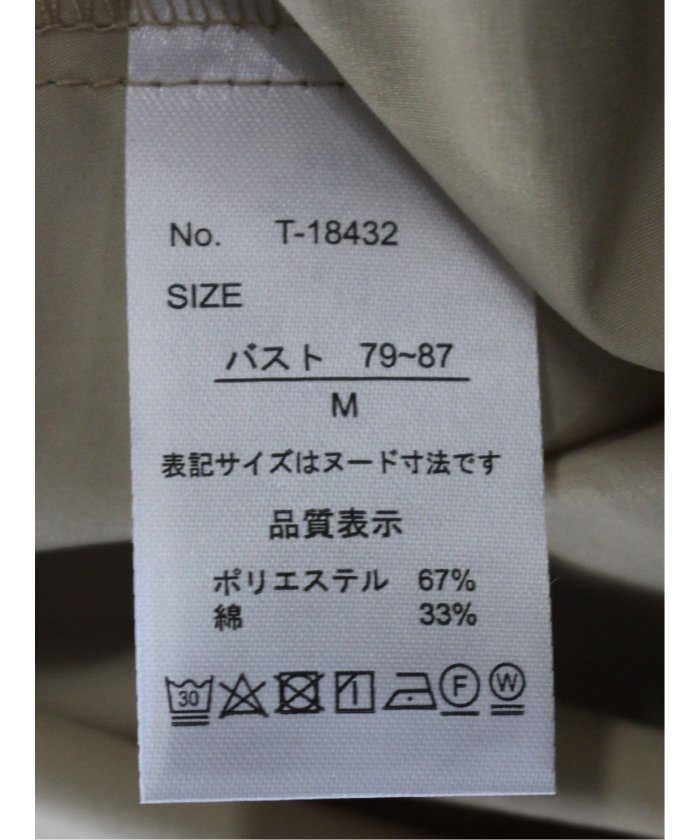 No. T-18432
SIZE
バスト 79~87
M
表記サイズはヌード寸法です
品質表示
ポリエステル 67%
綿 33%
30 F W